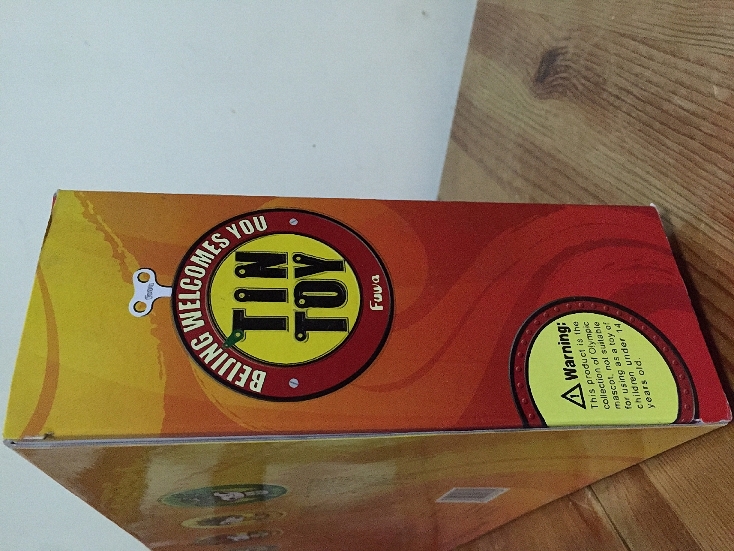 BEIJING WELCOMES YOU
TIN
TOY
Fuwa
Warning:
This product is the
collection of Olympic
mascot, not suitable
for using as a toy of
children under 14
years old.